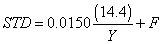 STD = 0.0150 (14.4)/Y + F